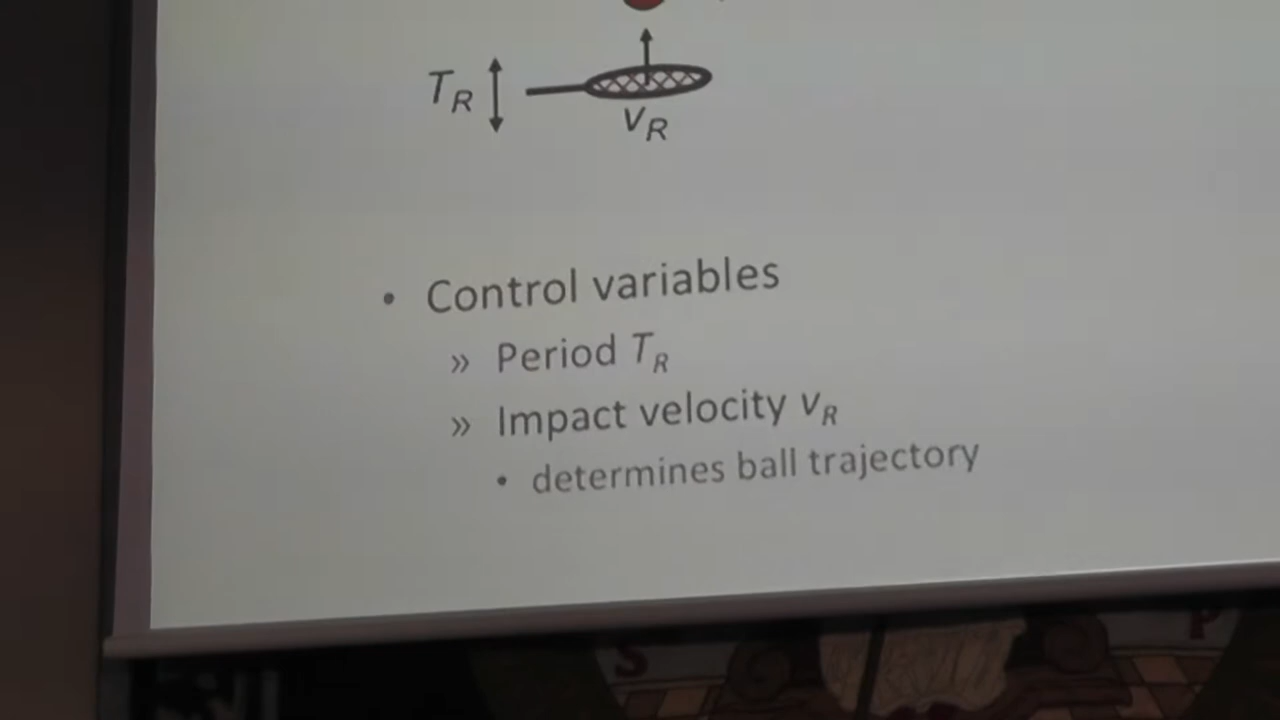 T_R
v_R
• Control variables
» Period T_R
» Impact velocity v_R
• determines ball trajectory
S
P